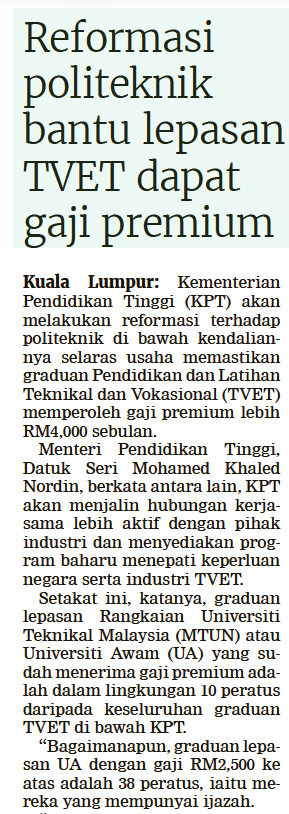 Reformasi
politeknik
bantu lepasan
TVET dapat
gaji premium
Kuala Lumpur: Kementerian
Pendidikan Tinggi (KPT) akan
melakukan reformasi terhadap
politeknik di bawah kendalian-
nya selaras usaha memastikan
graduan Pendidikan dan Latihan
Teknikal dan Vokasional (TVET)
memperoleh gaji premium lebih
RM4,000 sebulan.
Menteri Pendidikan Tinggi,
Datuk Seri Mohamed Khaled
Nordin, berkata antara lain, KPT
akan menjalin hubungan kerja-
sama lebih aktif dengan pihak
industri dan menyediakan prog-
ram baharu menepati keperluan
negara serta industri TVET.
Setakat ini, katanya, graduan
lepasan Rangkaian Universiti
Teknikal Malaysia (MTUN) atau
Universiti Awam (UA) yang su-
dah menerima gaji premium ada-
lah dalam lingkungan 10 peratus
daripada keseluruhan graduan
TVET di bawah KPT.
“Bagaimanapun, graduan lepa-
san UA dengan gaji RM2,500 ke
atas adalah 38 peratus, iaitu me-
reka yang mempunyai ijazah.